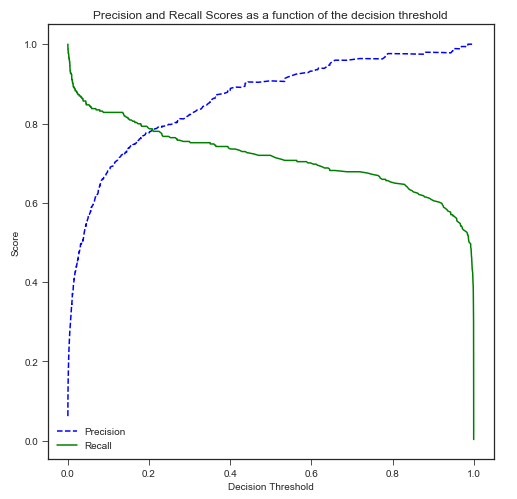 Precision and Recall Scores as a function of the decision threshold
1.0
0.8
0.6
0.4
0.2
0.0
Score
Precision
Recall
0.0 0.2 0.4 0.6 0.8 1.0
Decision Threshold